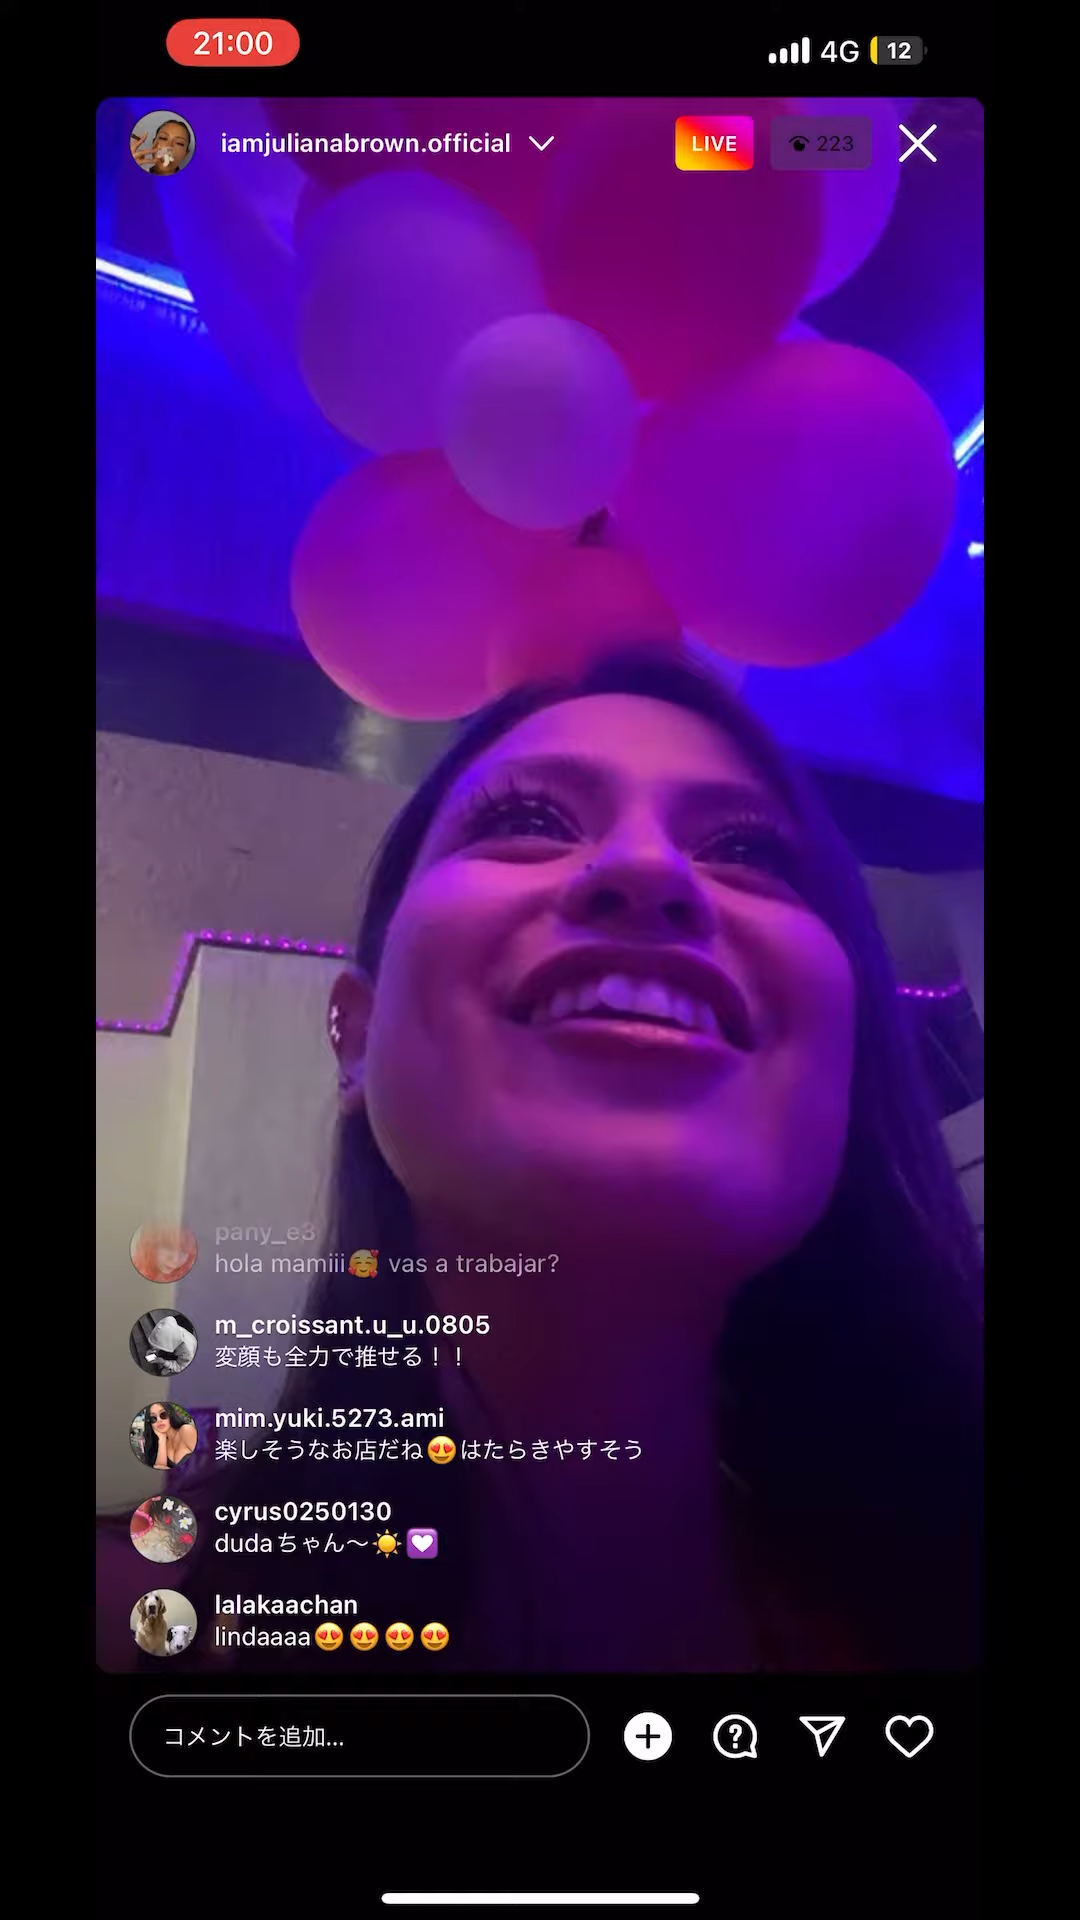 21:00
4G
12
iamjulianabrown.official
LIVE
223
pany_e3
hola mamiii🥰 vas a trabajar?
m_croissant.u_u.0805
変顔も全力で推せる！！
mim.yuki.5273.ami
楽しそうなお店だね😍はたらきやすそう
cyrus0250130
dudaちゃん〜☀️💟
lalakaachan
lindaaaa😍😍😍😍
コメントを追加...